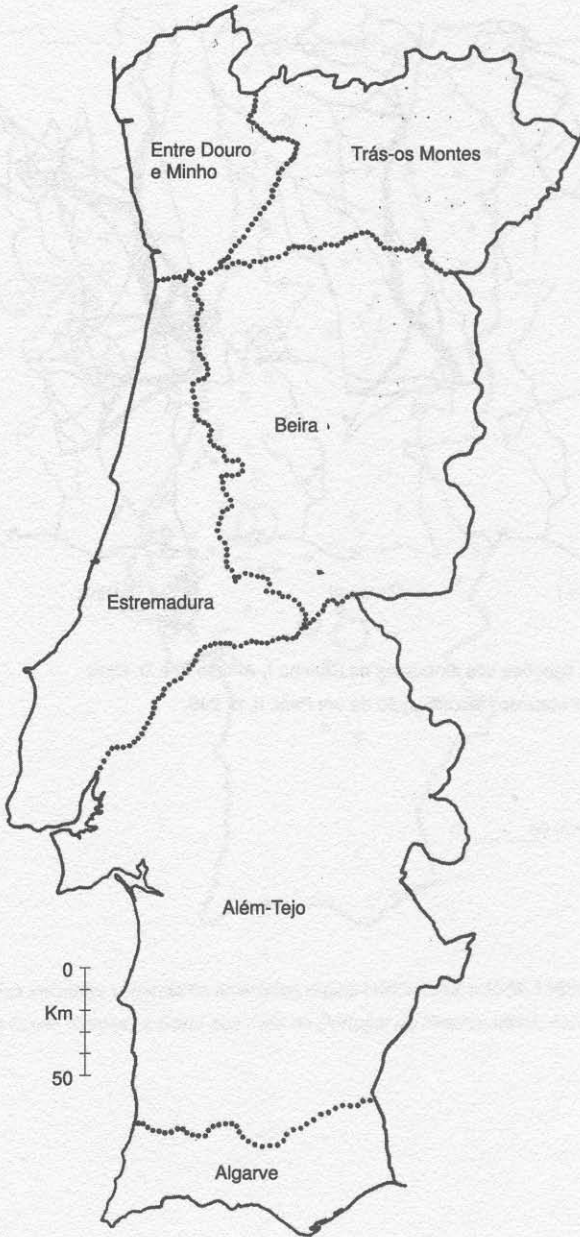 Entre Douro
e Minho
Trás-os Montes
Beira
Estremadura
Além-Tejo
0
Km
50
Algarve